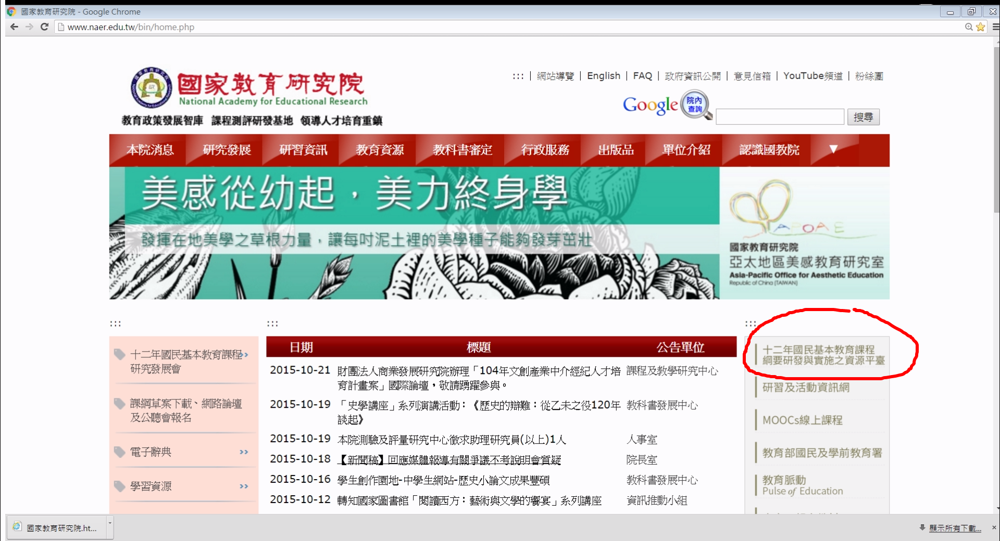 國家教育研究院 - Google Chrome
www.naer.edu.tw/bin/home.php
國家教育研究院
National Academy for Educational Research
教育政策發展智庫 課程測評研發基地 領導人才培育重鎮
::: | 網站導覽 | English | FAQ | 政府資訊公開 | 意見信箱 | YouTube頻道 | 粉絲團
Google 院內查詢
搜尋
本院消息 研究發展 研習資訊 教育資源 教科書審定 行政服務 出版品 單位介紹 認識國教院 ▼
美感從幼起，美力終身學
發揮在地美學之草根力量，讓每吋泥土裡的美學種子能夠發芽茁壯
APOAE
國家教育研究院
亞太地區美感教育研究室
Asia-Pacific Office for Aesthetic Education
Republic of China (TAIWAN)
:::
十二年國民基本教育課程
研究發展會
課綱草案下載、網路論壇
及公聽會報名
電子辭典
學習資源
:::
日期 標題 公告單位
2015-10-21 財團法人商業發展研究院辦理「104年文創產業中介經紀人才培 課程及教學研究中心
育計畫案」國際論壇，敬請踴躍參與。
2015-10-19 「史學講座」系列演講活動：《歷史的辯難：從乙未之役120年 教科書發展中心
談起》
2015-10-19 本院測驗及評量研究中心徵求助理研究員(以上)1人 人事室
2015-10-18 【新聞稿】回應媒體報導有關爭議不考說明會質疑 院長室
2015-10-16 學生創作園地-中學生網站-歷史小論文成果豐碩 教科書發展中心
2015-10-12 轉知國家圖書館「閱讀西方：藝術與文學的饗宴」系列講座 資訊推動小組
:::
十二年國民基本教育課程
綱要研發與實施之資源平臺
研習及活動資訊網
MOOCs線上課程
教育部國民及學前教育署
教育脈動
Pulse of Education
國家教育研究院.ht...
顯示所有下載...